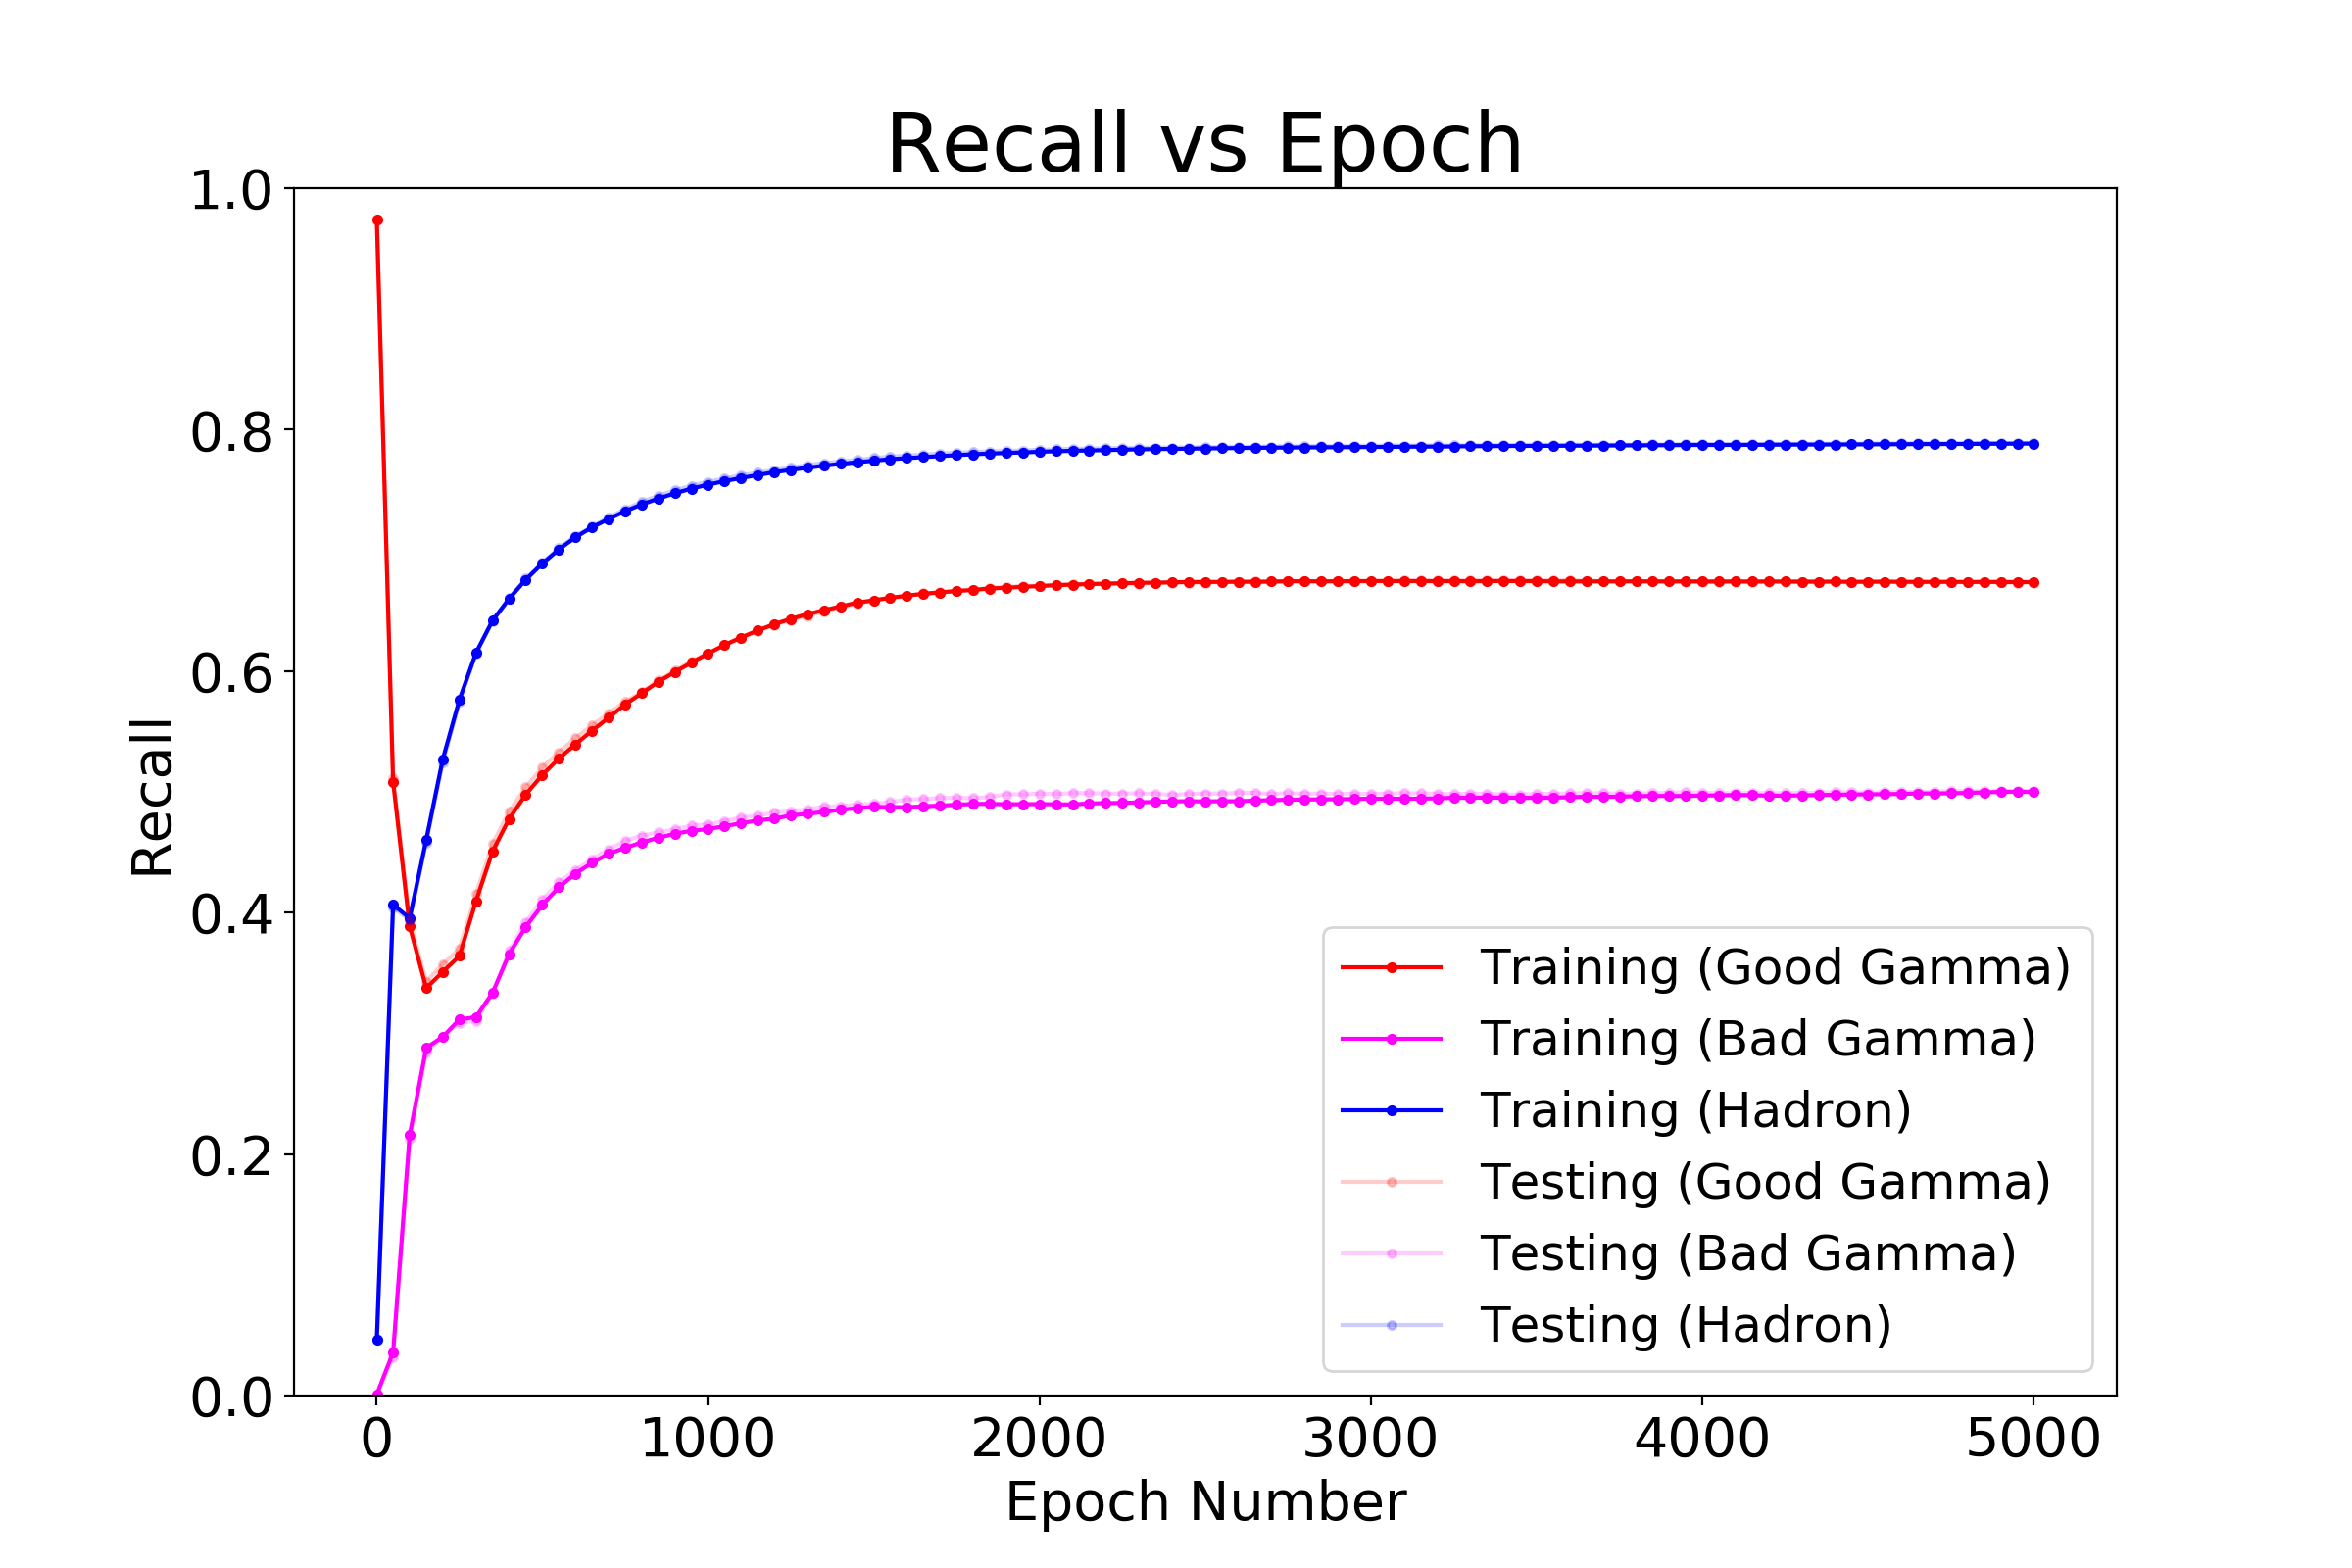 Recall vs Epoch
1.0
0.8
0.6
0.4
0.2
0.0
Recall
0 1000 2000 3000 4000 5000
Epoch Number
Training (Good Gamma)
Training (Bad Gamma)
Training (Hadron)
Testing (Good Gamma)
Testing (Bad Gamma)
Testing (Hadron)